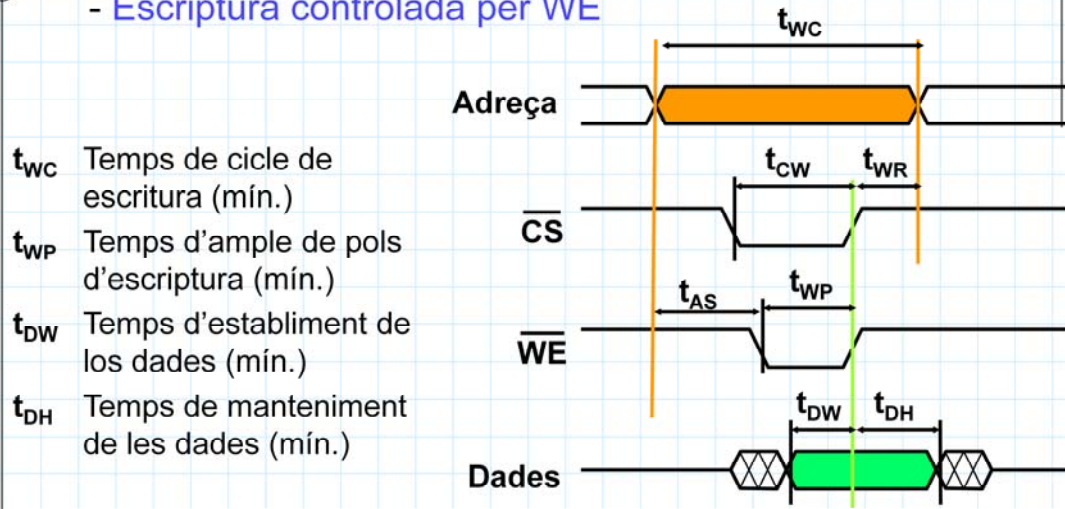 - Escriptura controlada per WE
tWC
Adreça
tWC Temps de cicle de
escritura (mín.)
tCW tWR
CS
tWP Temps d'ample de pols
d'escriptura (mín.)
tAS tWP
tDW Temps d'establiment de
los dades (mín.)
WE
tDH Temps de manteniment
de les dades (mín.)
tDW tDH
Dades